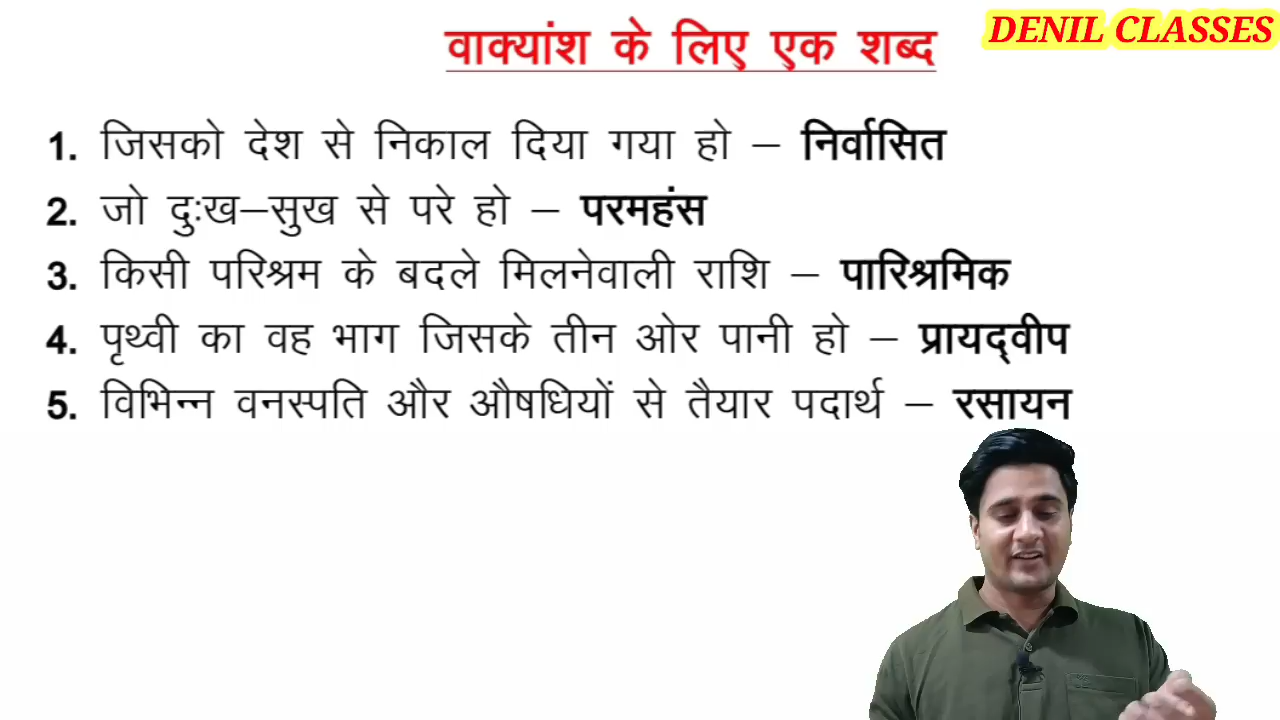 DENIL CLASSES
वाक्यांश के लिए एक शब्द
1. जिसको देश से निकाल दिया गया हो – निर्वासित
2. जो दुःख–सुख से परे हो – परमहंस
3. किसी परिश्रम के बदले मिलनेवाली राशि – पारिश्रमिक
4. पृथ्वी का वह भाग जिसके तीन ओर पानी हो – प्रायद्‌वीप
5. विभिन्न वनस्पति और औषधियों से तैयार पदार्थ – रसायन